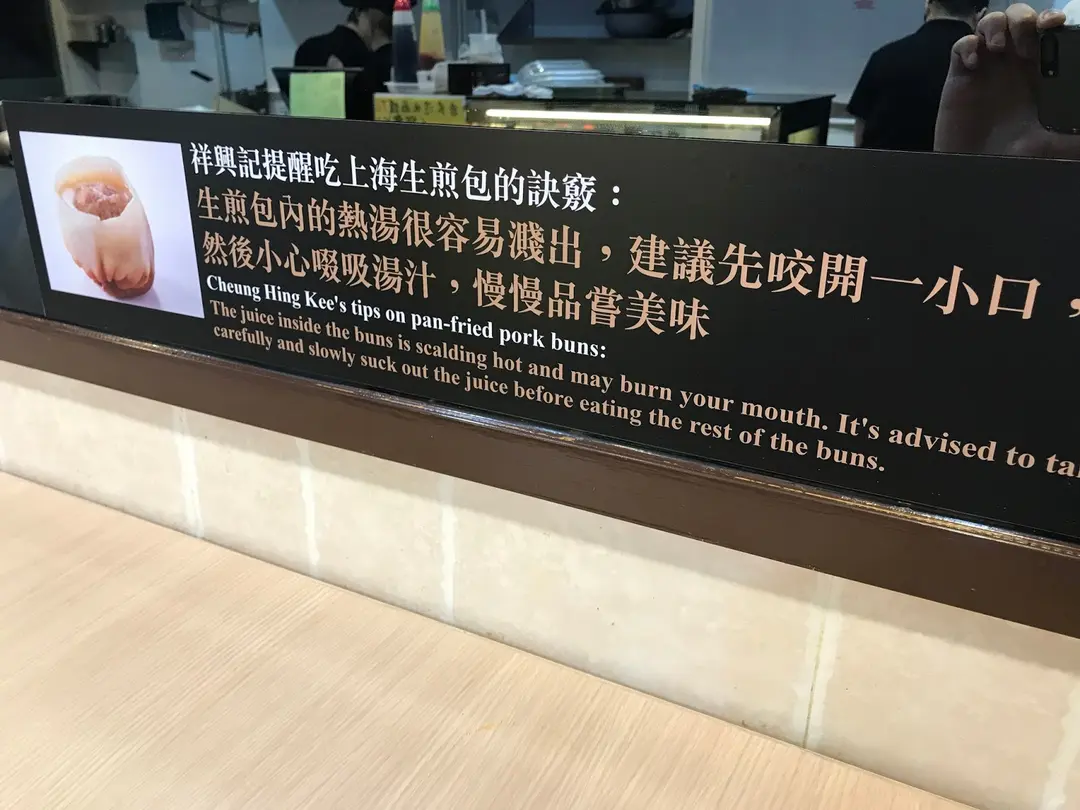 祥興記提醒吃上海生煎包的訣竅：
生煎包內的熱湯很容易濺出，建議先咬開一小口，
然後小心啜吸湯汁，慢慢品嘗美味
Cheung Hing Kee's tips on pan-fried pork buns:
The juice inside the buns is scalding hot and may burn your mouth. It's advised to ta
carefully and slowly suck out the juice before eating the rest of the buns.